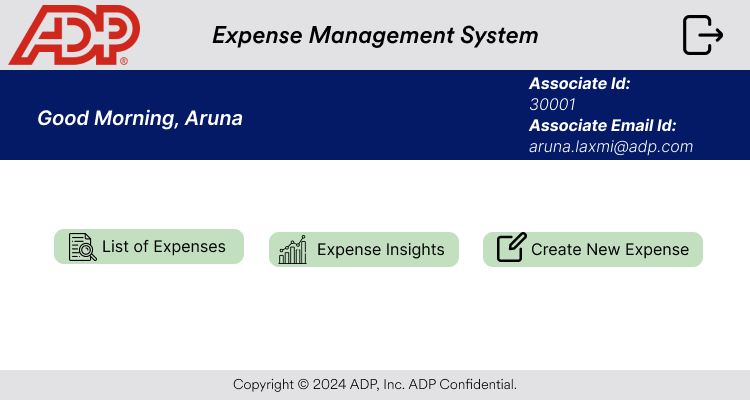 ADP®
Expense Management System
Good Morning, Aruna
Associate Id:
30001
Associate Email Id:
aruna.laxmi@adp.com
List of Expenses
Expense Insights
Create New Expense
Copyright © 2024 ADP, Inc. ADP Confidential.